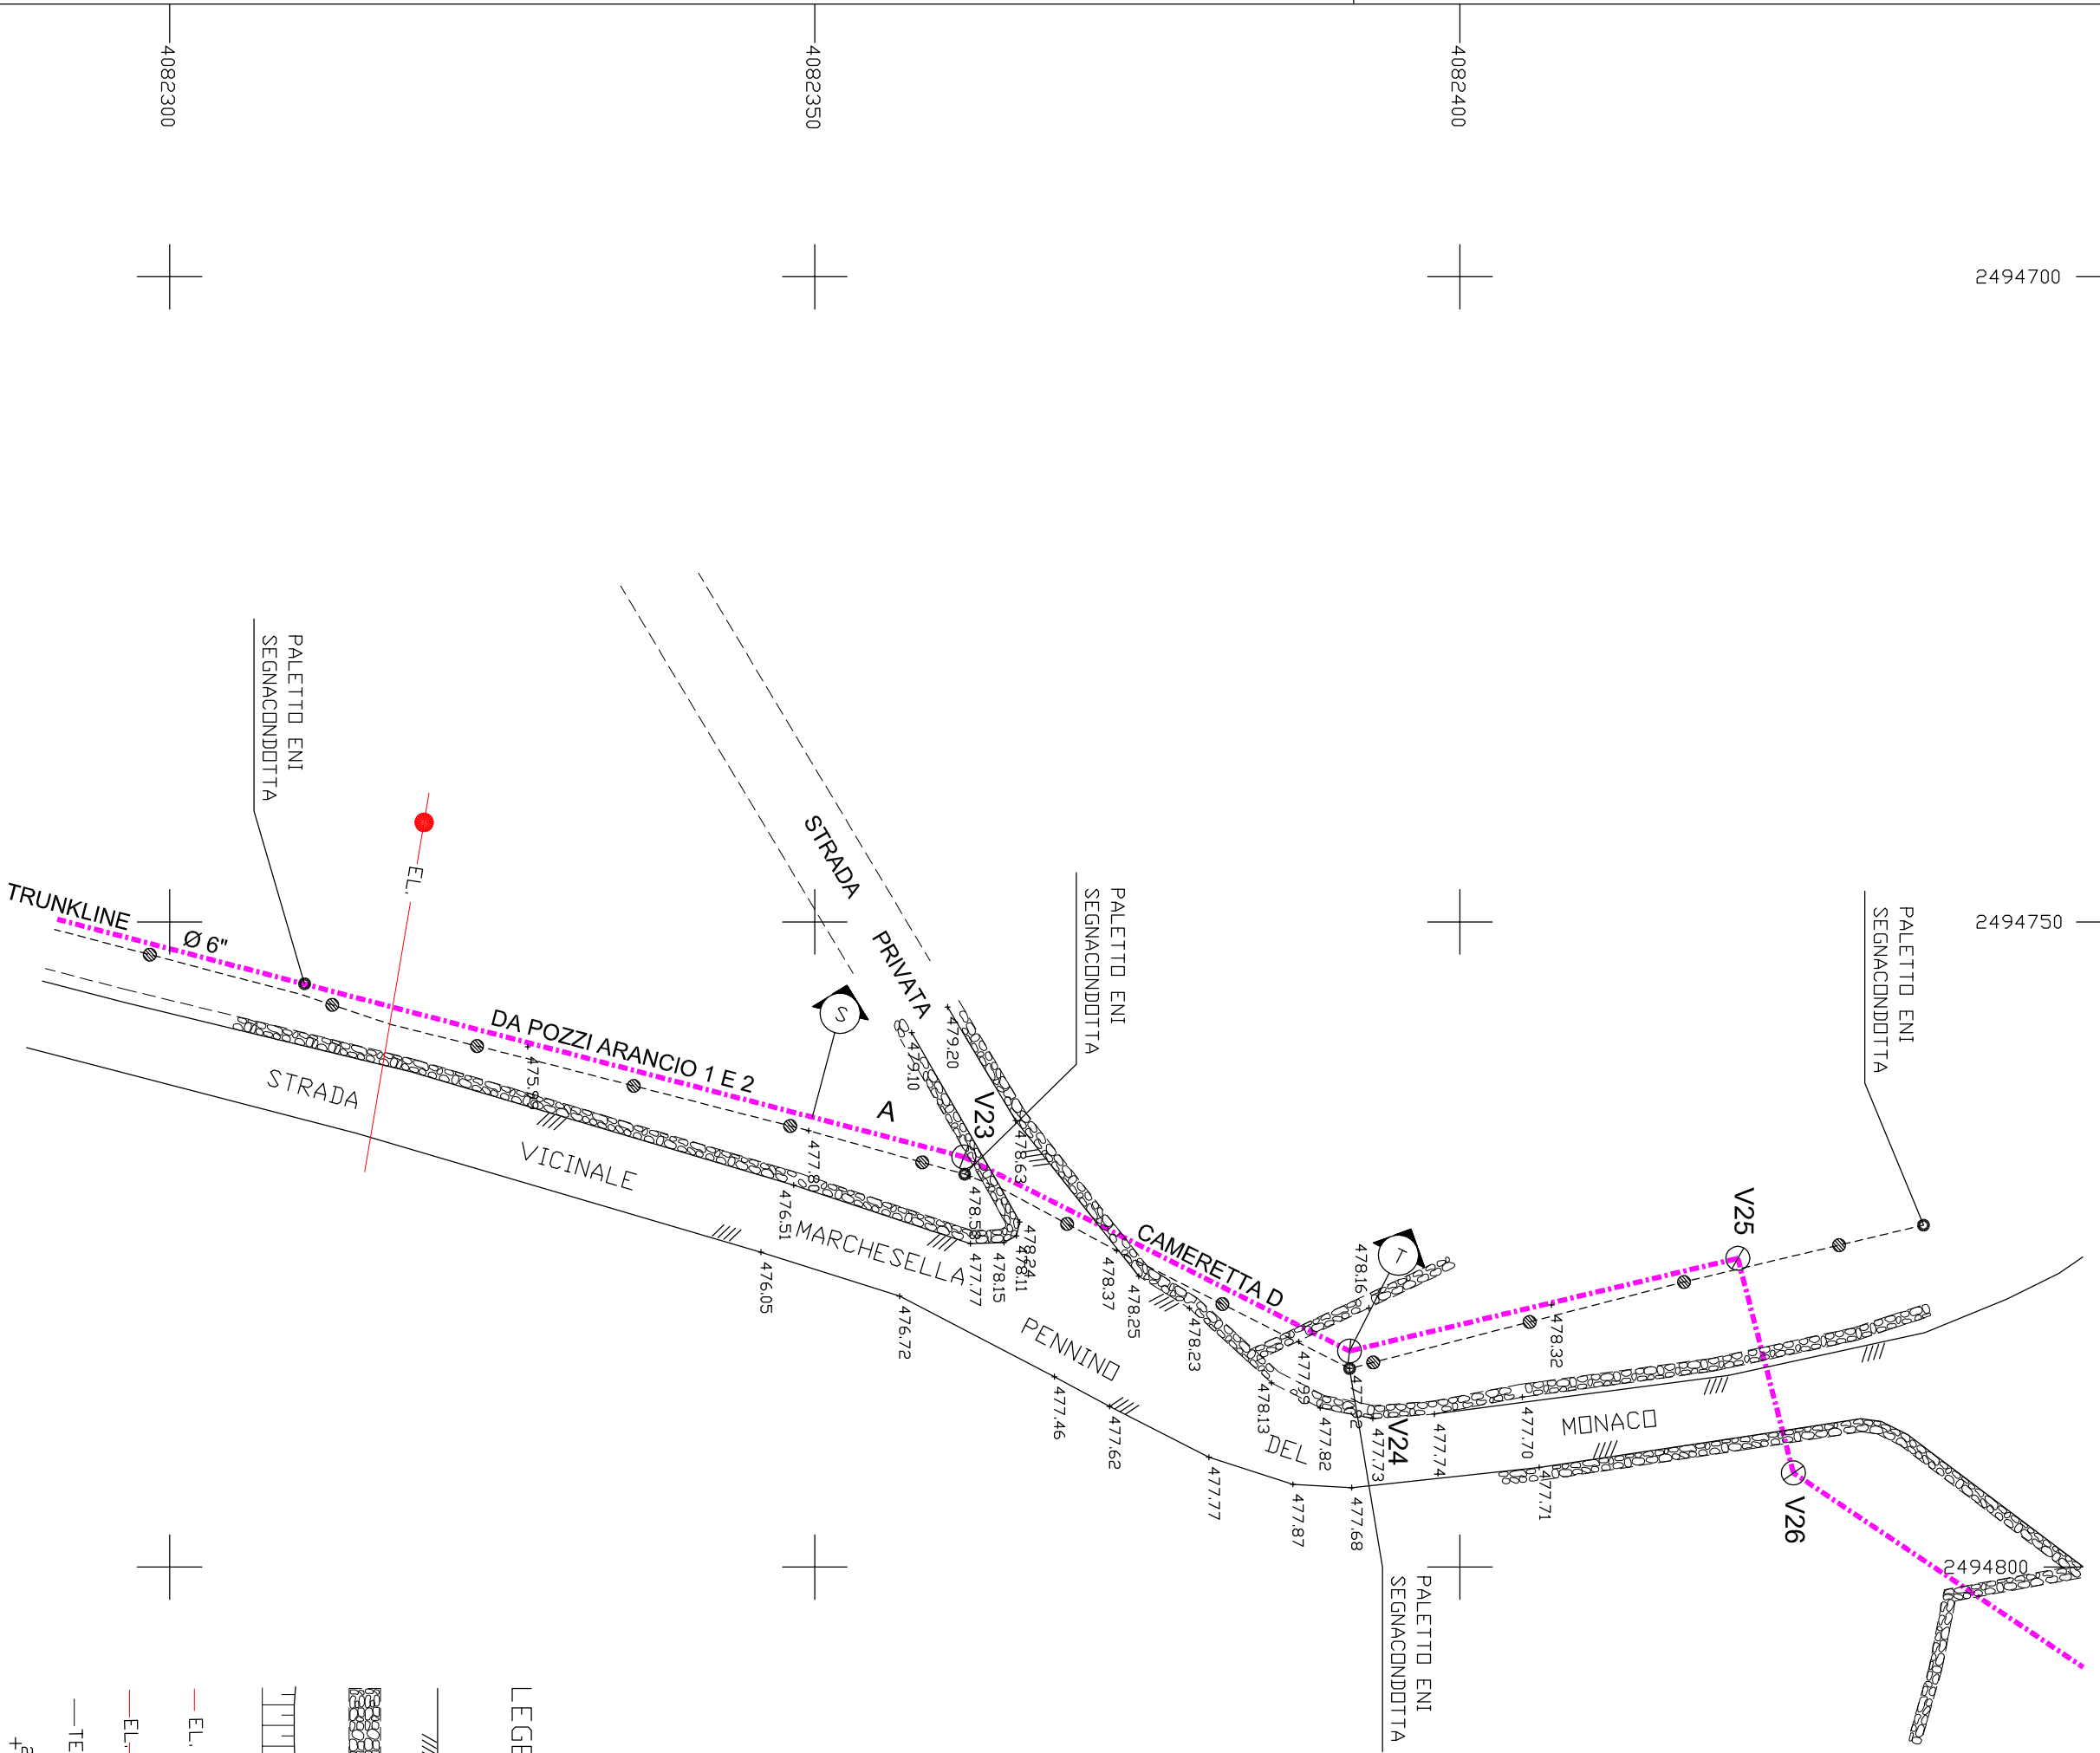 4082300
4082350
4082400
2494700
2494750
2494800
PALETTO ENI
SEGNACONDOTTA
PALETTO ENI
SEGNACONDOTTA
PALETTO ENI
SEGNACONDOTTA
PALETTO ENI
SEGNACONDOTTA
EL.
STRADA PRIVATA
S
T
TRUNKLINE Ø 6" DA POZZI ARANCIO 1 E 2 A CAMERETTA D
V23
V24
V25
V26
STRADA VICINALE MARCHESELLA PENNINO DEL MONACO
479.20
479.10
478.63
477.80
476.51
478.58
477.77
478.15
478.11
478.24
476.05
476.72
477.46
477.62
477.77
477.87
477.68
478.37
478.25
478.23
478.13
477.99
477.82
478.16
477.73
477.74
477.70
477.71
478.32
EL.
EL.